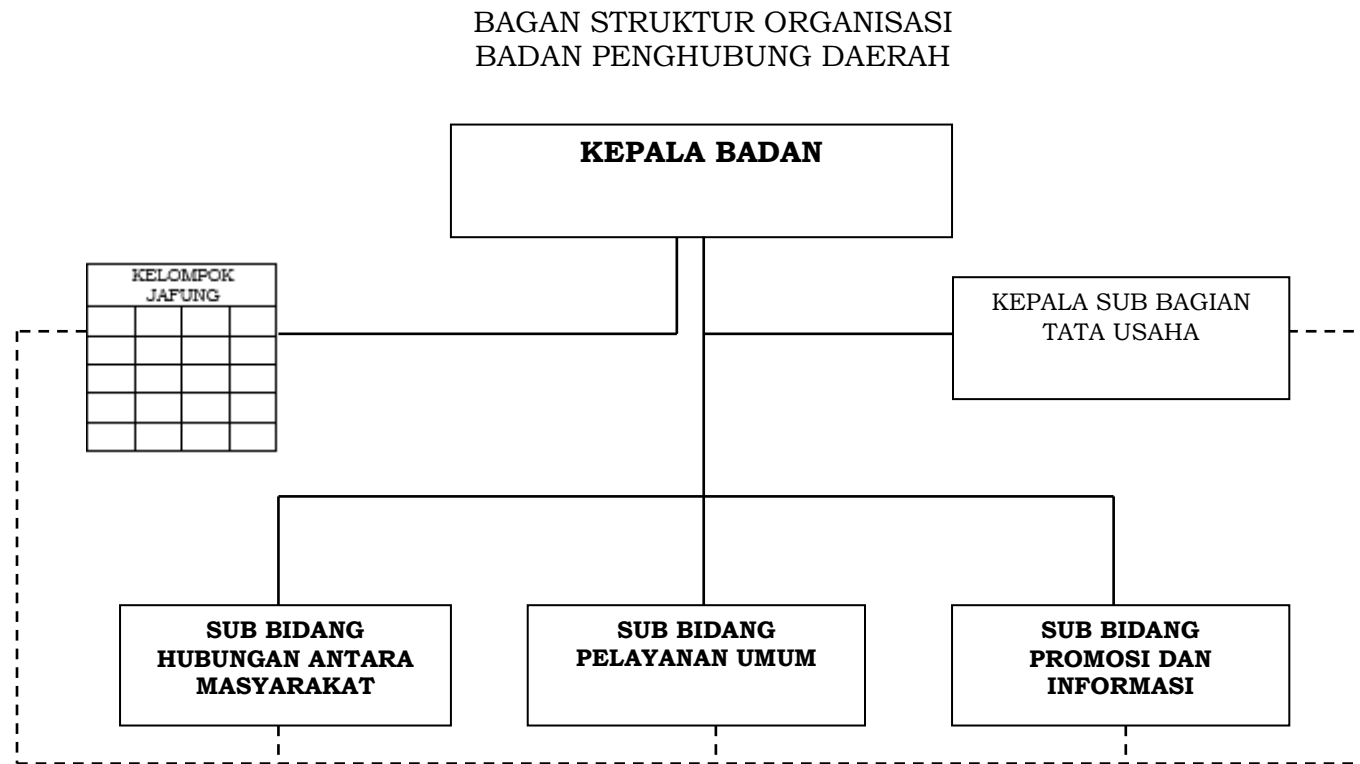 BAGAN STRUKTUR ORGANISASI
BADAN PENGHUBUNG DAERAH
KEPALA BADAN
KELOMPOK
JAFUNG
KEPALA SUB BAGIAN
TATA USAHA
SUB BIDANG
HUBUNGAN ANTARA
MASYARAKAT
SUB BIDANG
PELAYANAN UMUM
SUB BIDANG
PROMOSI DAN
INFORMASI